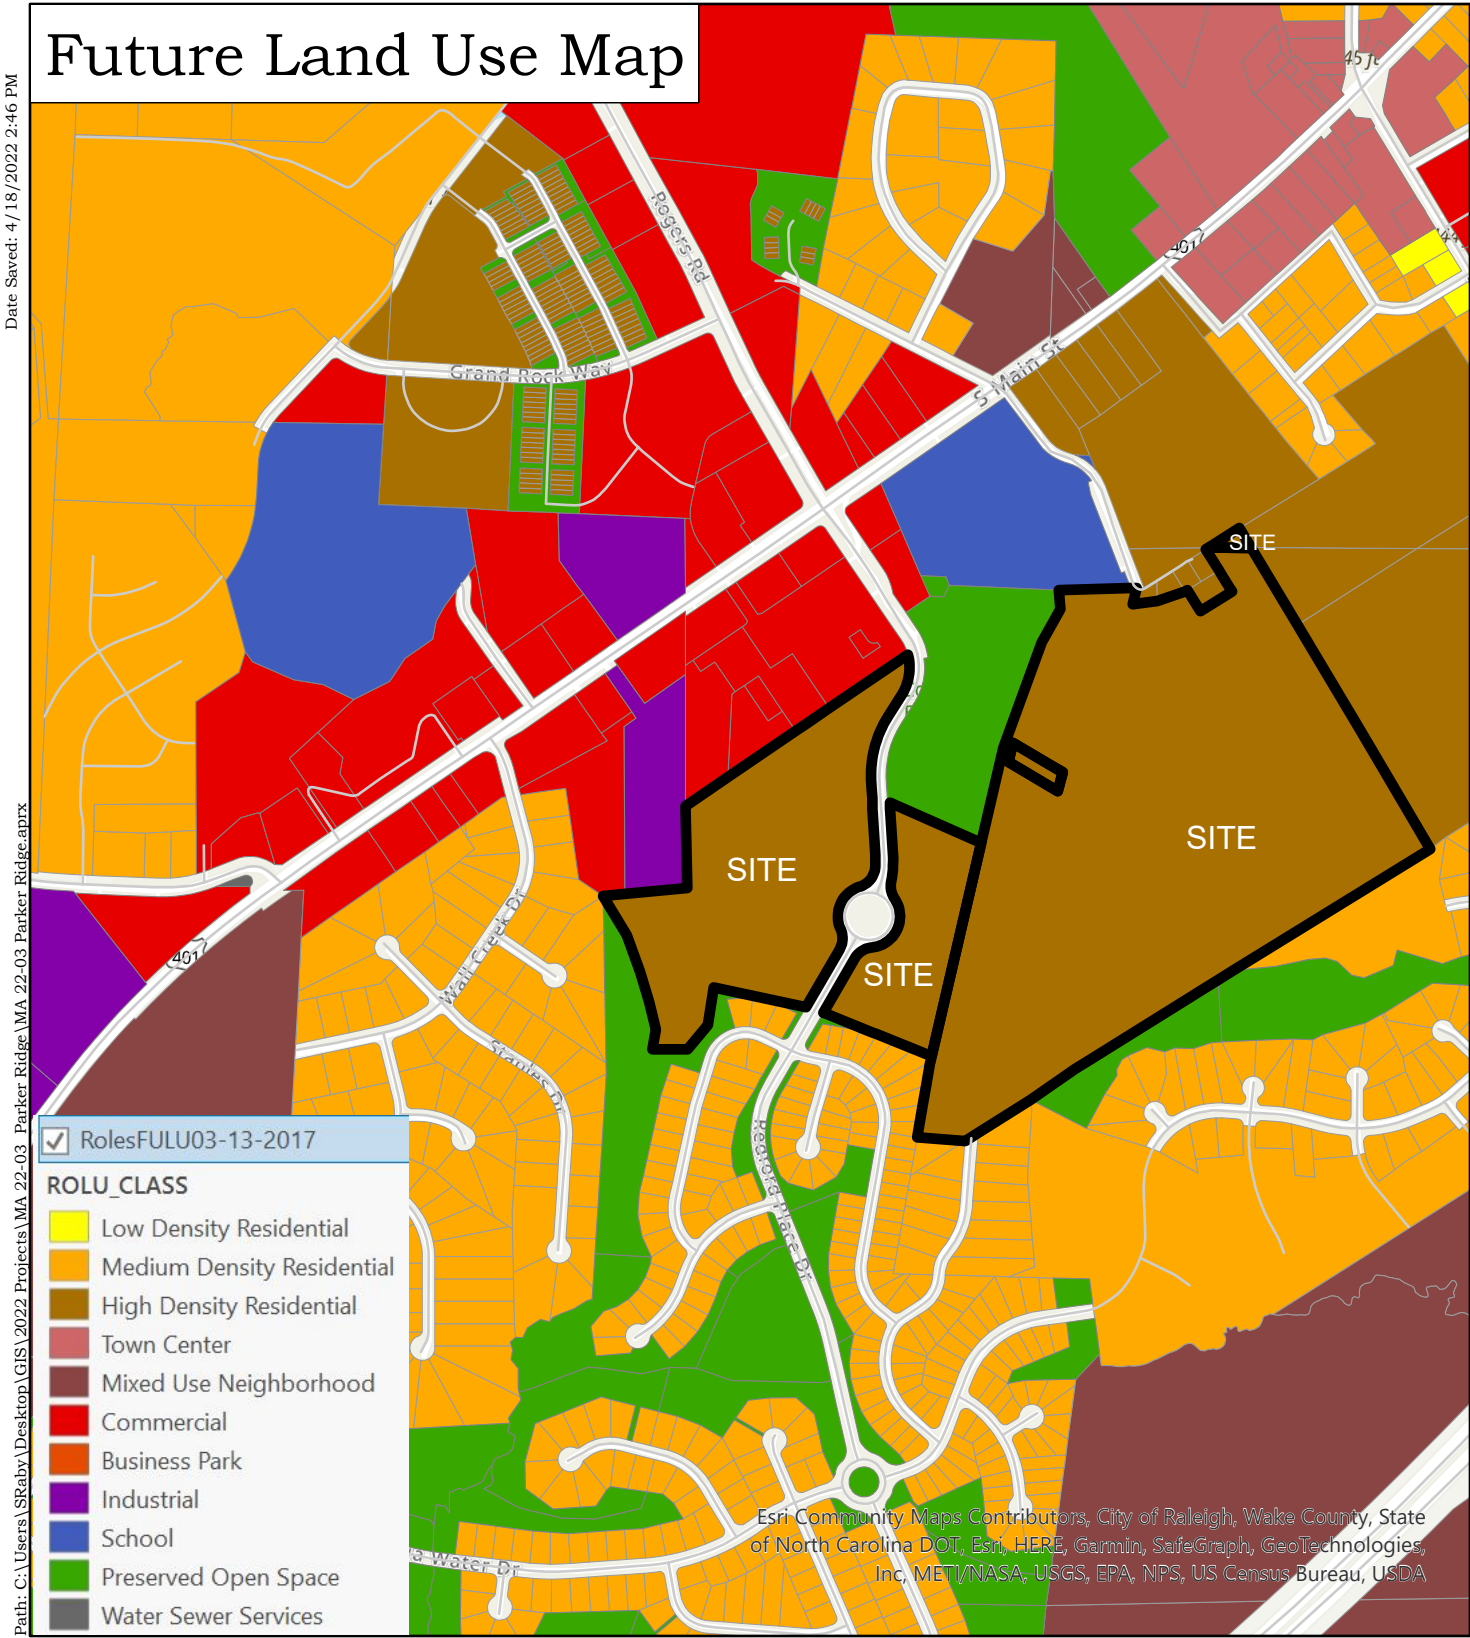 Future Land Use Map
Date Saved: 4/18/2022 2:46 PM
Path: C:\Users\SRaby\Desktop\GIS\2022 Projects\MA 22-03 Parker Ridge\MA 22-03 Parker Ridge.aprx
45 ft
Rogers Rd
401
Grand Rock Way
S Main St
SITE
SITE
SITE
SITE
401
Wall Creek Dr
Staples Dr
Redford Place Dr
a Water Dr
RolesFULU03-13-2017
ROLU_CLASS
Low Density Residential
Medium Density Residential
High Density Residential
Town Center
Mixed Use Neighborhood
Commercial
Business Park
Industrial
School
Preserved Open Space
Water Sewer Services
Esri Community Maps Contributors, City of Raleigh, Wake County, State
of North Carolina DOT, Esri, HERE, Garmin, SafeGraph, GeoTechnologies,
Inc, METI/NASA, USGS, EPA, NPS, US Census Bureau, USDA